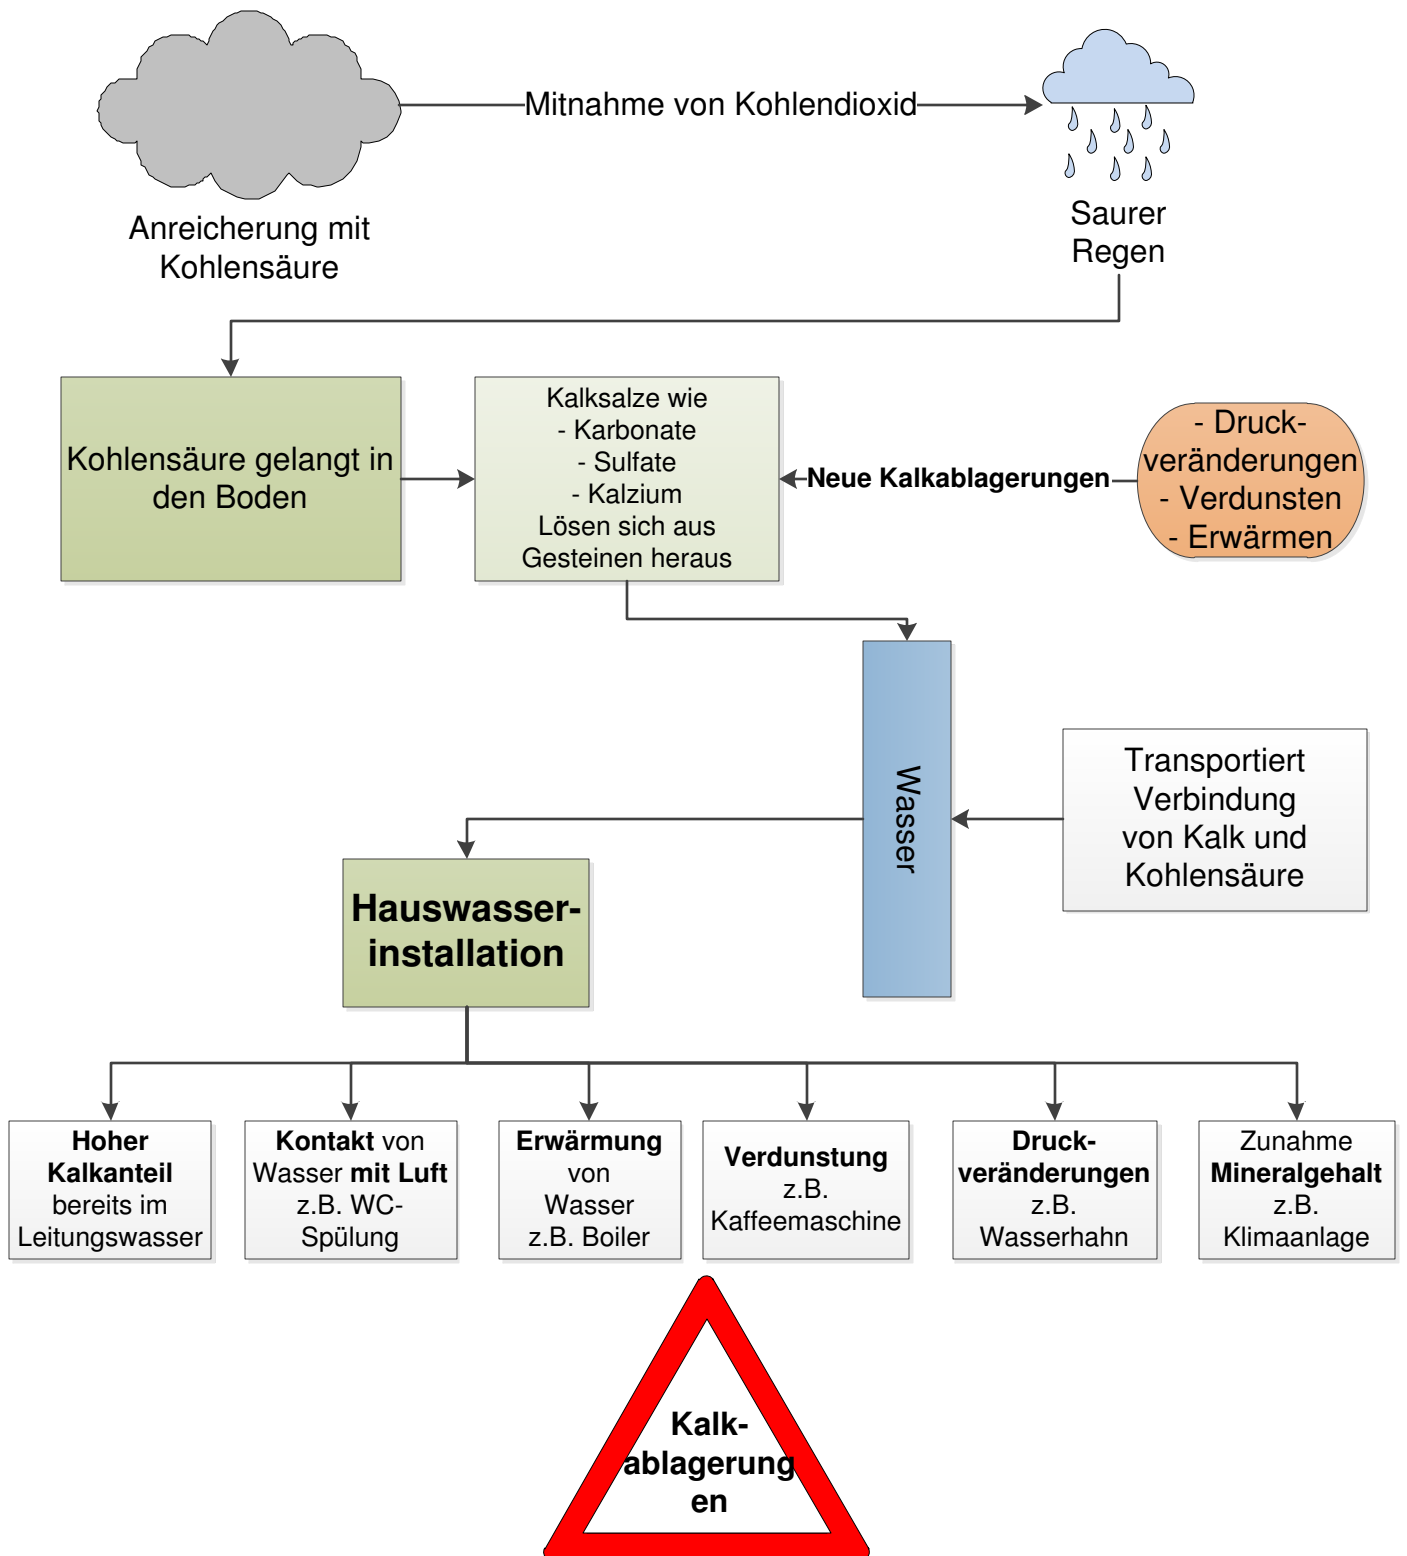 Mitnahme von Kohlendioxid
Anreicherung mit
Kohlensäure
Saurer
Regen
Kohlensäure gelangt in
den Boden
Kalksalze wie
- Karbonate
- Sulfate
- Kalzium
Lösen sich aus
Gesteinen heraus
Neue Kalkablagerungen
- Druck-
veränderungen
- Verdunsten
- Erwärmen
Wasser
Transportiert
Verbindung
von Kalk und
Kohlensäure
Hauswasser-
installation
Hoher
Kalkanteil
bereits im
Leitungswasser
Kontakt von
Wasser mit Luft
z.B. WC-
Spülung
Erwärmung
von
Wasser
z.B. Boiler
Verdunstung
z.B.
Kaffeemaschine
Druck-
veränderungen
z.B.
Wasserhahn
Zunahme
Mineralgehalt
z.B.
Klimaanlage
Kalk-
ablagerung
en